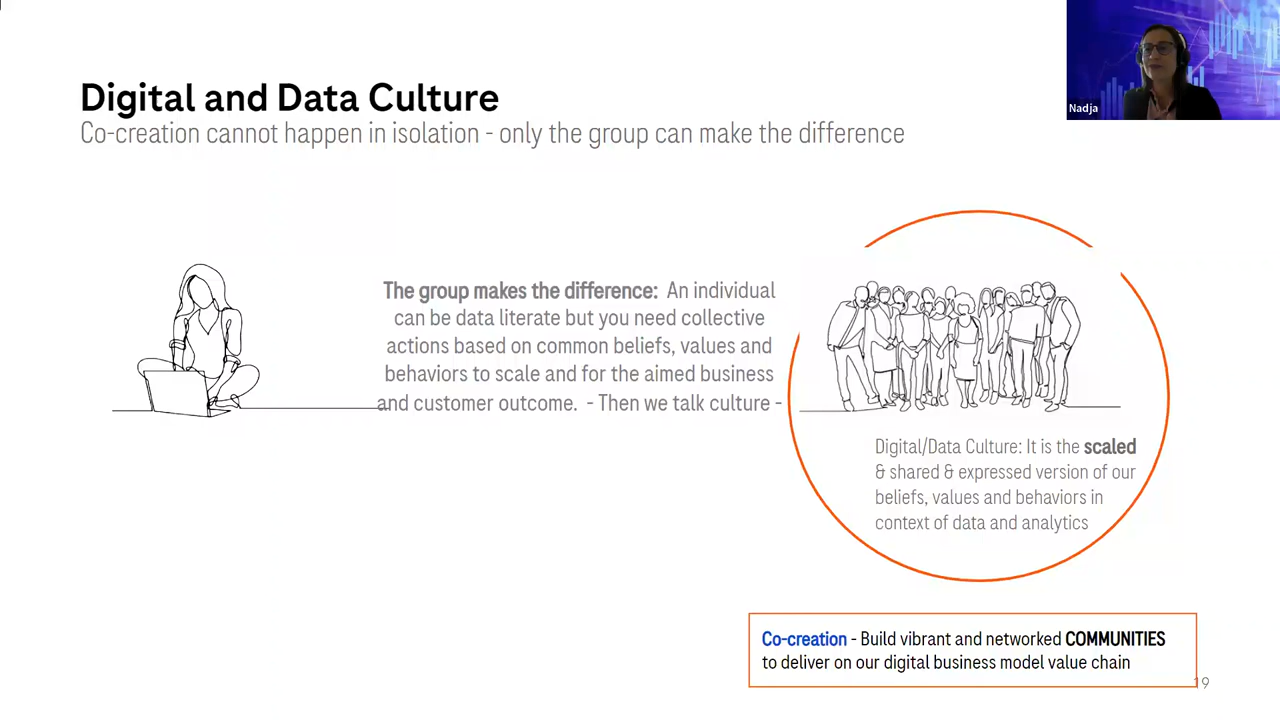 Digital and Data Culture
Co-creation cannot happen in isolation - only the group can make the difference
Nadja
The group makes the difference: An individual
can be data literate but you need collective
actions based on common beliefs, values and
behaviors to scale and for the aimed business
and customer outcome. - Then we talk culture -
Digital/Data Culture: It is the scaled
& shared & expressed version of our
beliefs, values and behaviors in
context of data and analytics
Co-creation - Build vibrant and networked COMMUNITIES
to deliver on our digital business model value chain
19